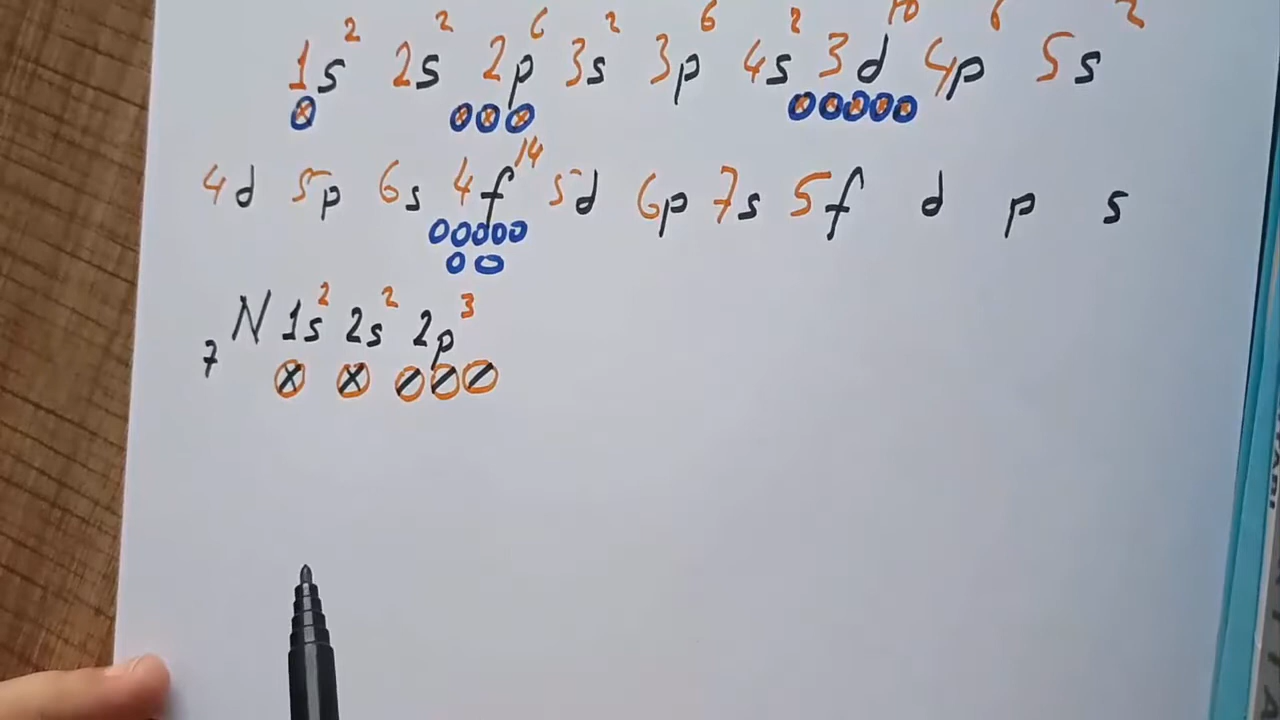 1s² 2s² 2p⁶ 3s² 3p⁶ 4s² 3d¹⁰ 4p⁶ 5s²
4d 5p 6s 4f¹⁴ 5d 6p 7s 5f d p s
₇N 1s² 2s² 2p³